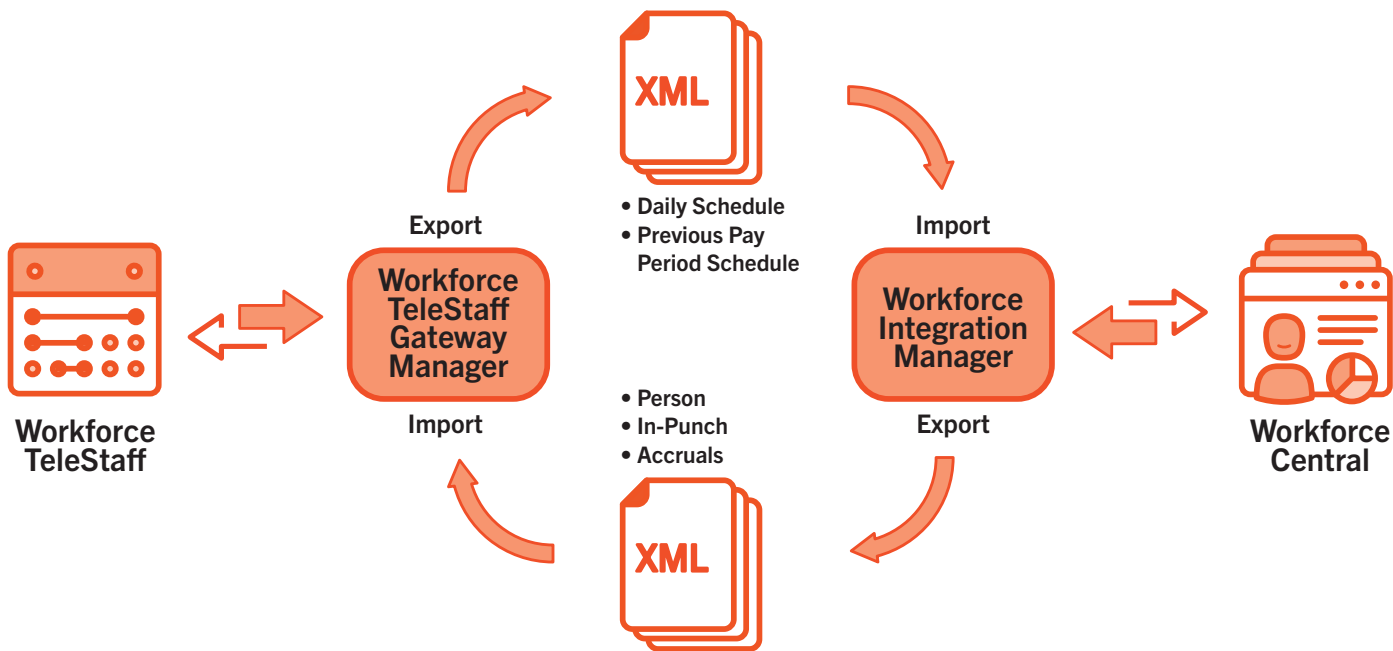 XML
• Daily Schedule
• Previous Pay
Period Schedule
Export
Import
Workforce
TeleStaff
Gateway
Manager
Workforce
Integration
Manager
Workforce
TeleStaff
Workforce
Central
Import
Export
• Person
• In-Punch
• Accruals
XML